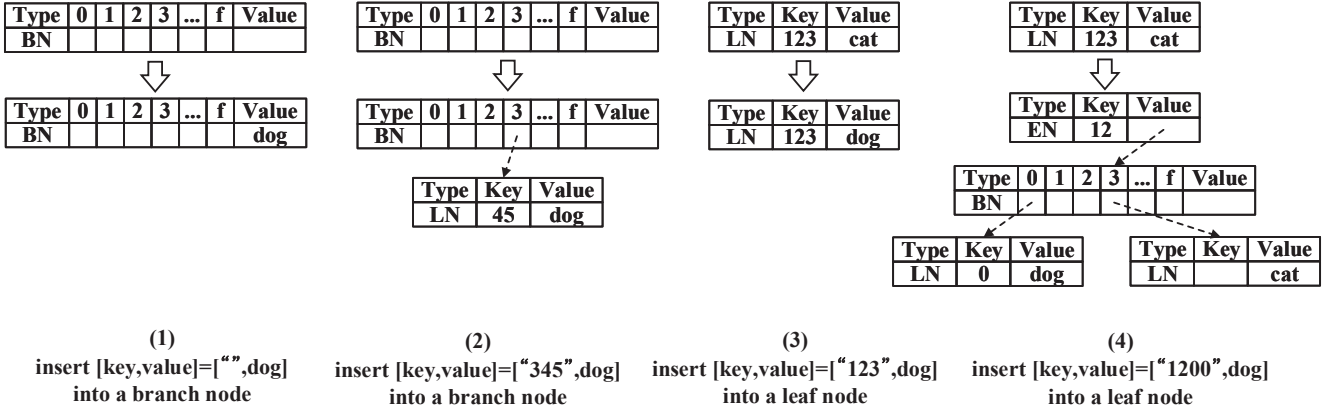 Type 0 1 2 3 ... f Value
BN
Type 0 1 2 3 ... f Value
BN dog
(1)
insert [key,value]=[“”,dog]
into a branch node
Type 0 1 2 3 ... f Value
BN
Type 0 1 2 3 ... f Value
BN
Type Key Value
LN 45 dog
(2)
insert [key,value]=[“345”,dog]
into a branch node
Type Key Value
LN 123 cat
Type Key Value
LN 123 dog
(3)
insert [key,value]=[“123”,dog]
into a leaf node
Type Key Value
LN 123 cat
Type Key Value
EN 12
Type 0 1 2 3 ... f Value
BN
Type Key Value
LN 0 dog
Type Key Value
LN cat
(4)
insert [key,value]=[“1200”,dog]
into a leaf node